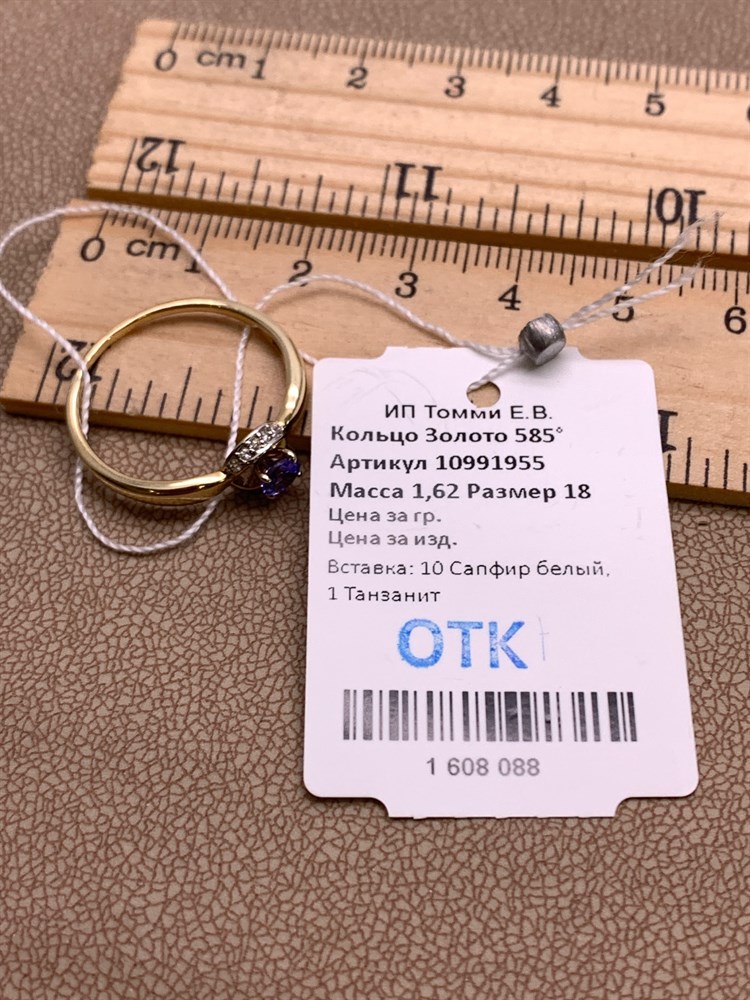 0 cm 1 2 3 4 5
12 11 10
0 cm 1 2 3 4 5 6
ИП Томми Е.В.
Кольцо Золото 585°
Артикул 10991955
Масса 1,62 Размер 18
Цена за гр.
Цена за изд.
Вставка: 10 Сапфир белый,
1 Танзанит
ОТК
1 608 088